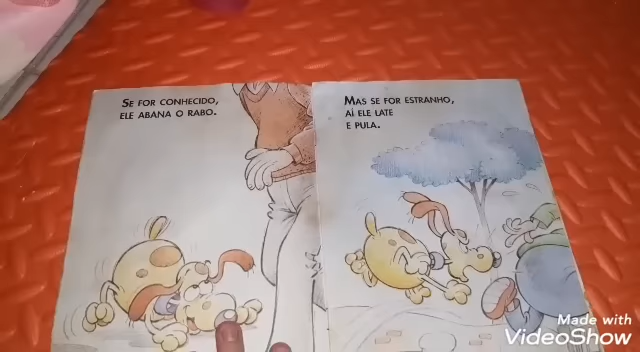 SE FOR CONHECIDO,
ELE ABANA O RABO.
MAS SE FOR ESTRANHO,
AÍ ELE LATE
E PULA.
Made with
VideoShow